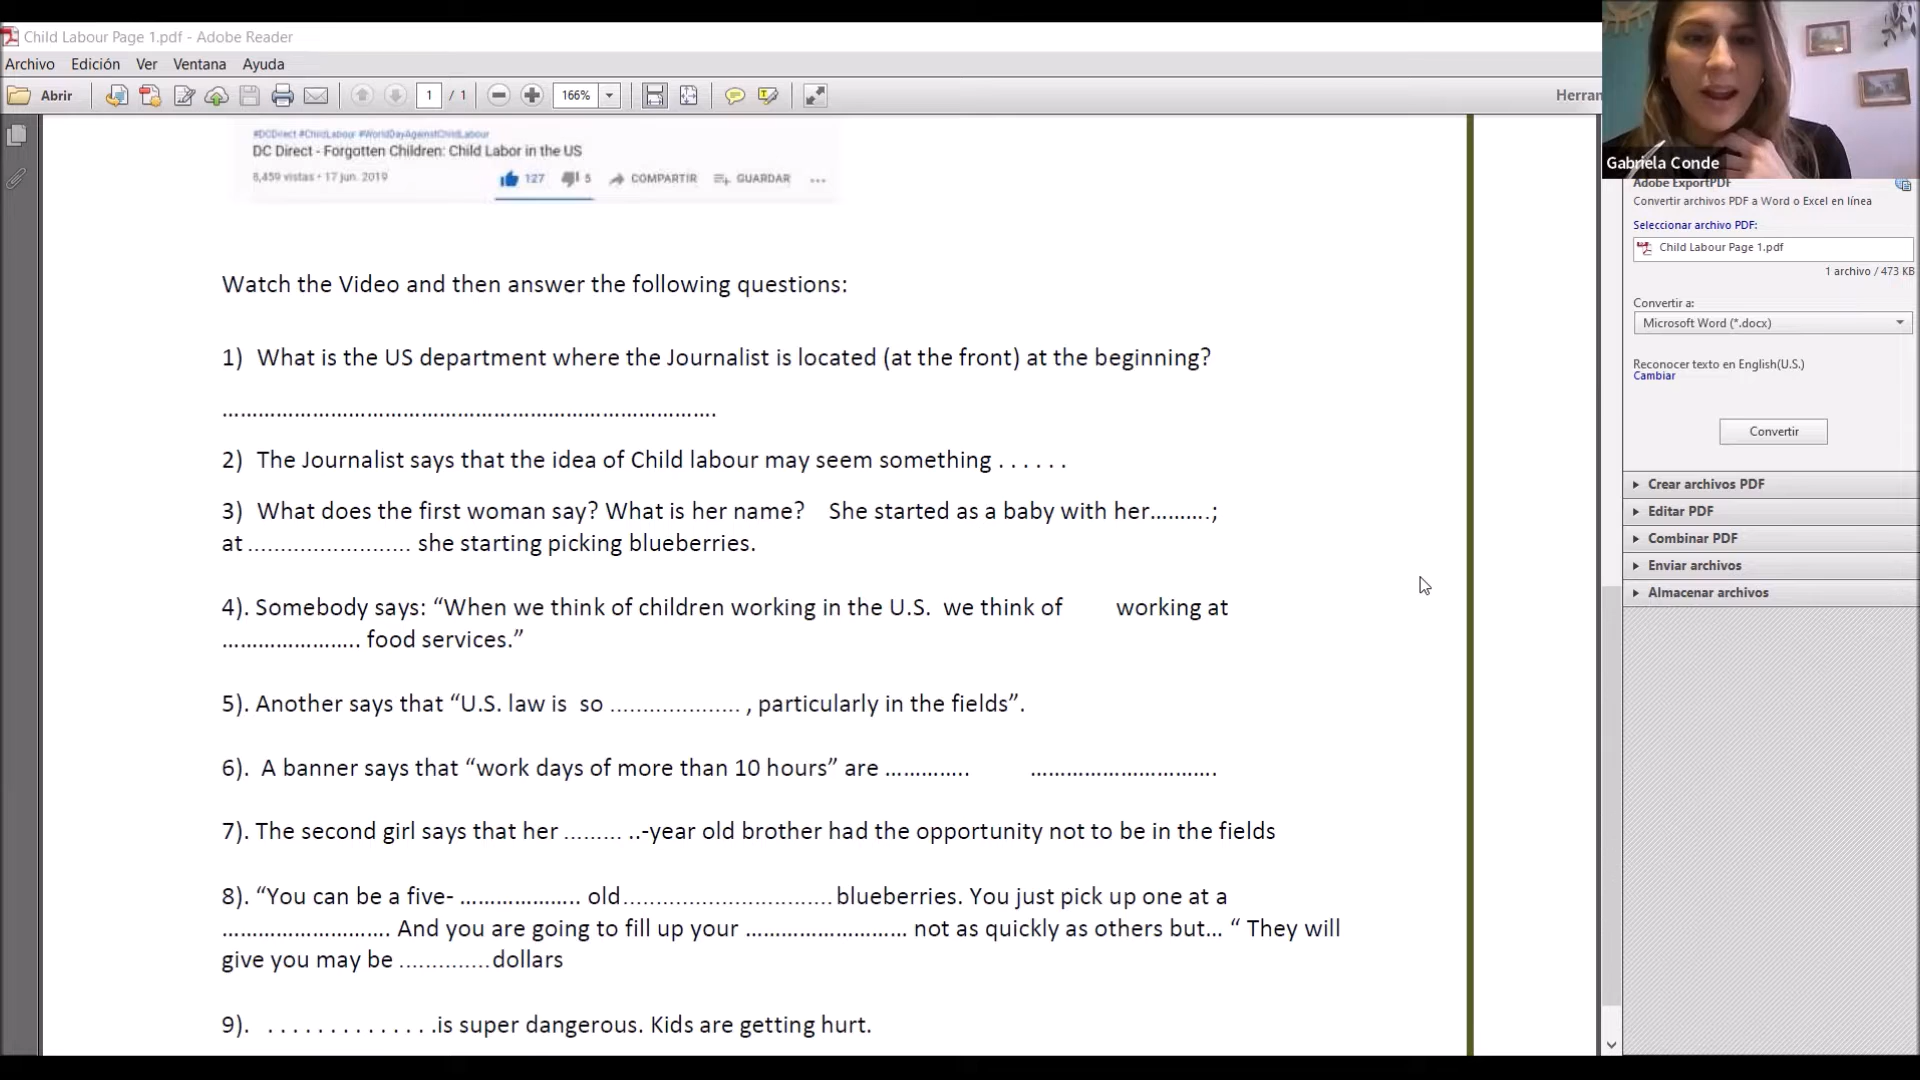 Child Labour Page 1.pdf - Adobe Reader
Archivo Edición Ver Ventana Ayuda
Abrir 1 / 1 166% Herran
Gabriela Conde
#DCDirect #ChildLabour #WorldDayAgainstChildLabour
DC Direct - Forgotten Children: Child Labor in the US
8,459 vistas • 17 jun. 2019 127 5 COMPARTIR GUARDAR ...
Watch the Video and then answer the following questions:
1) What is the US department where the Journalist is located (at the front) at the beginning?
……………………………………………………………………….
2) The Journalist says that the idea of Child labour may seem something . . . . . .
3) What does the first woman say? What is her name? She started as a baby with her……….;
at ......................... she starting picking blueberries.
4). Somebody says: “When we think of children working in the U.S. we think of working at
………………….. food services.”
5). Another says that “U.S. law is so .................... , particularly in the fields”.
6). A banner says that “work days of more than 10 hours” are ………….. ………………………….
7). The second girl says that her ……… ..-year old brother had the opportunity not to be in the fields
8). “You can be a five- ……………….. old................................ blueberries. You just pick up one at a
………………………. And you are going to fill up your ……………………… not as quickly as others but… “ They will
give you may be ..............dollars
9). . . . . . . . . . . . . . .is super dangerous. Kids are getting hurt.
Adobe ExportPDF
Convertir archivos PDF a Word o Excel en línea
Seleccionar archivo PDF:
Child Labour Page 1.pdf
1 archivo / 473 KB
Convertir a:
Microsoft Word (*.docx)
Reconocer texto en English(U.S.)
Cambiar
Convertir
Crear archivos PDF
Editar PDF
Combinar PDF
Enviar archivos
Almacenar archivos